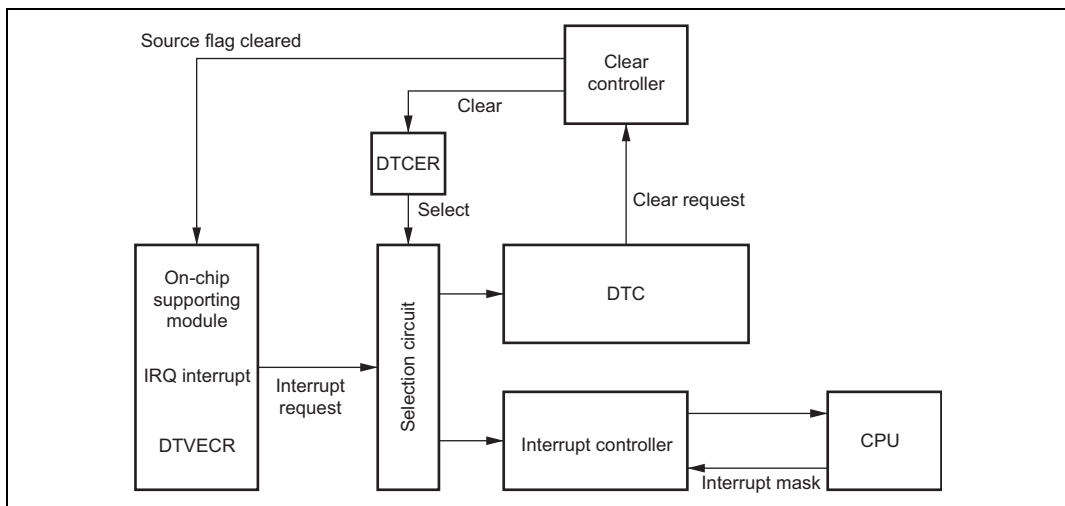 Source flag cleared
Clear
controller
Clear
DTCER
Select
Clear request
On-chip
supporting
module
IRQ interrupt
DTVECR
Interrupt
request
Selection circuit
DTC
Interrupt controller
CPU
Interrupt mask